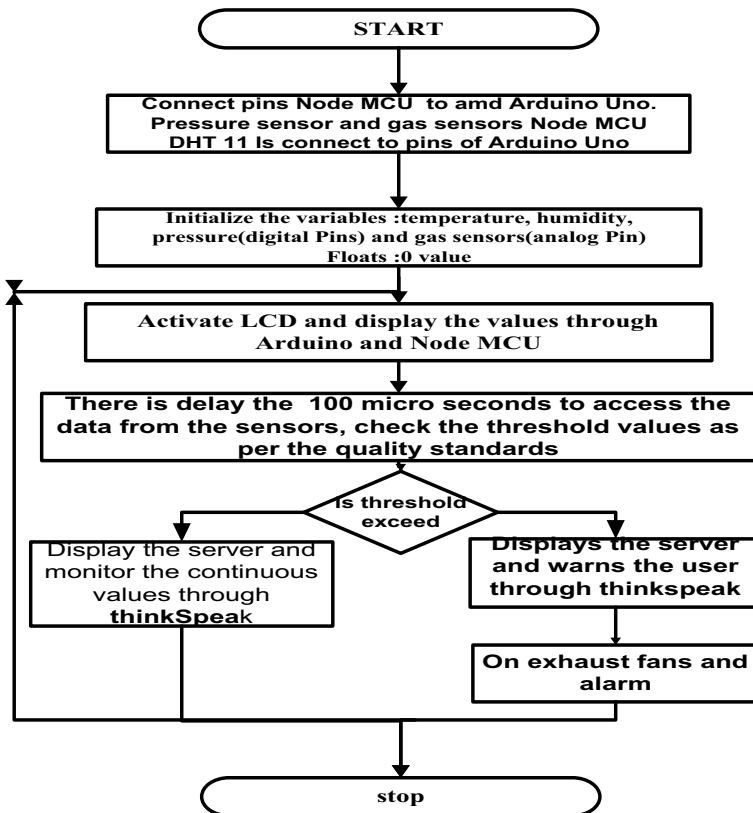 START
Connect pins Node MCU to amd Arduino Uno.
Pressure sensor and gas sensors Node MCU
DHT 11 Is connect to pins of Arduino Uno
Initialize the variables :temperature, humidity,
pressure(digital Pins) and gas sensors(analog Pin)
Floats :0 value
Activate LCD and display the values through
Arduino and Node MCU
There is delay the 100 micro seconds to access the
data from the sensors, check the threshold values as
per the quality standards
Is threshold
exceed
Display the server and
monitor the continuous
values through
thinkSpeak
Displays the server
and warns the user
through thinkspeak
On exhaust fans and
alarm
stop